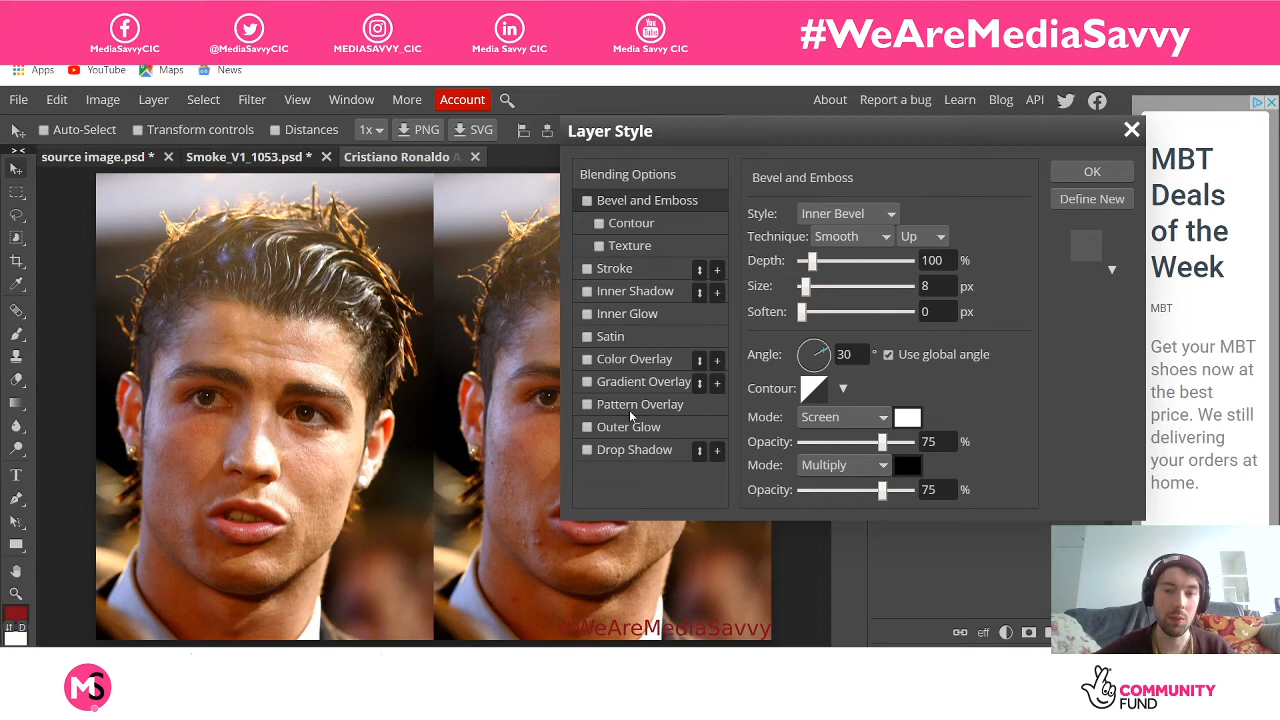 MediaSavvyCIC
@MediaSavvyCIC
MEDIASAVVY_CIC
Media Savvy CIC
You Tube
Media Savvy CIC
#WeAreMediaSavvy
Apps YouTube Maps News
File Edit Image Layer Select Filter View Window More Account About Report a bug Learn Blog API
Auto-Select Transform controls Distances 1x PNG SVG
source image.psd * Smoke_V1_1053.psd * Cristiano Ronaldo
Layer Style
Blending Options
Bevel and Emboss
Contour
Texture
Stroke
Inner Shadow
Inner Glow
Satin
Color Overlay
Gradient Overlay
Pattern Overlay
Outer Glow
Drop Shadow
Bevel and Emboss
Style: Inner Bevel
Technique: Smooth Up
Depth: 100 %
Size: 8 px
Soften: 0 px
Angle: 30 ° Use global angle
Contour:
Mode: Screen
Opacity: 75 %
Mode: Multiply
Opacity: 75 %
OK
Define New
MBT
Deals
of the
Week
MBT
Get your MBT
shoes now at
the best
price. We still
delivering
your orders at
home.
D
T
eff
#WeAreMediaSavvy
MS
COMMUNITY
FUND